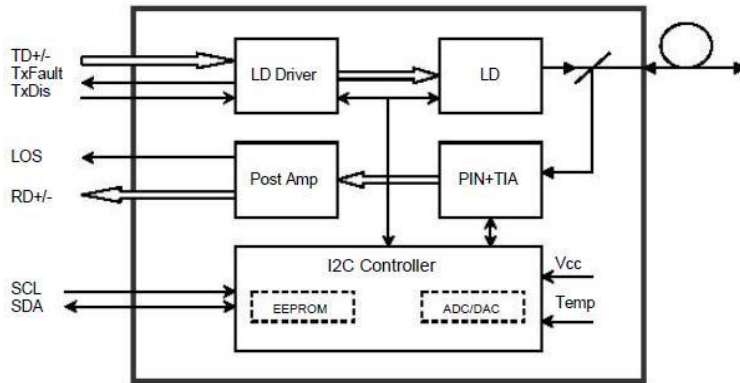 TD+/-
TxFault
TxDis
LD Driver
LD
LOS
RD+/-
Post Amp
PIN+TIA
I2C Controller
Vcc
SCL
SDA
EEPROM
ADC/DAC
Temp